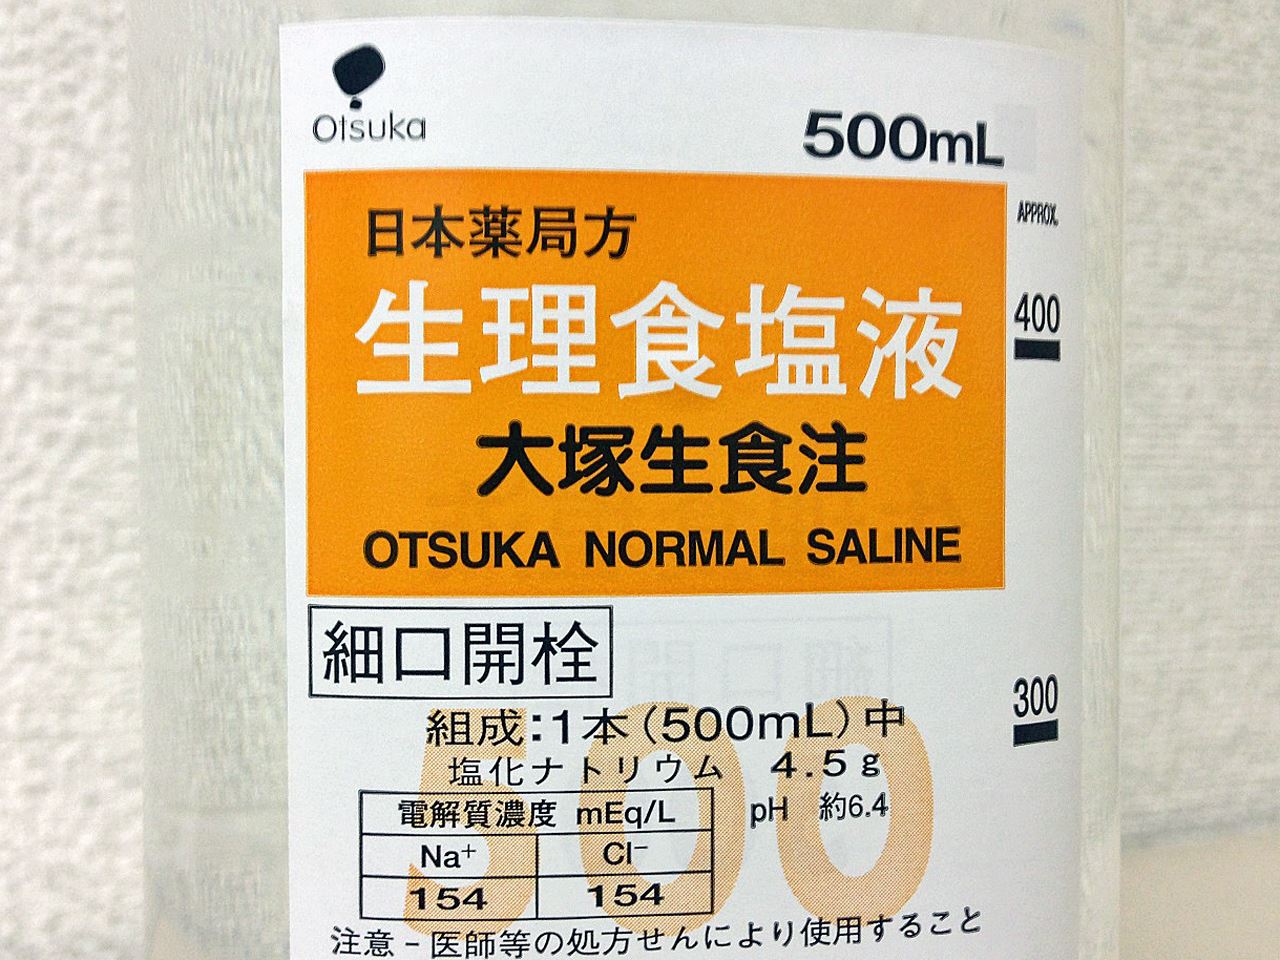 Otsuka
500mL
日本薬局方
生理食塩液
大塚生食注
OTSUKA NORMAL SALINE
APPROX.
400
細口開栓
300
500
組成：1本（500mL）中
塩化ナトリウム 4.5g
電解質濃度 mEq/L
pH 約6.4
Na⁺ Cl⁻
154 154
注意－医師等の処方せんにより使用すること